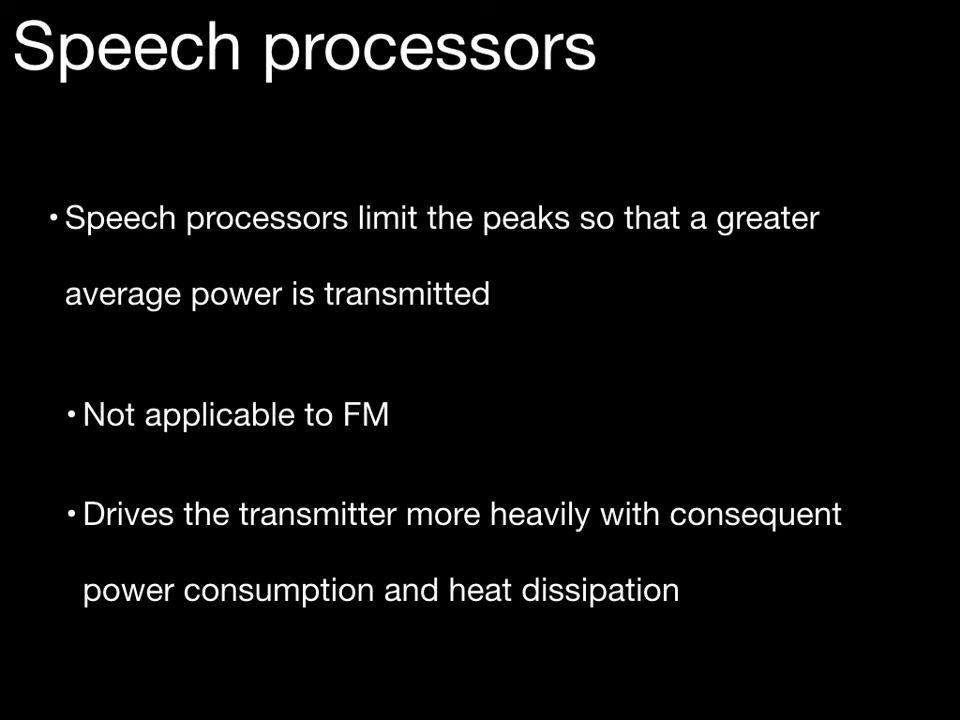 Speech processors
• Speech processors limit the peaks so that a greater
average power is transmitted
• Not applicable to FM
• Drives the transmitter more heavily with consequent
power consumption and heat dissipation